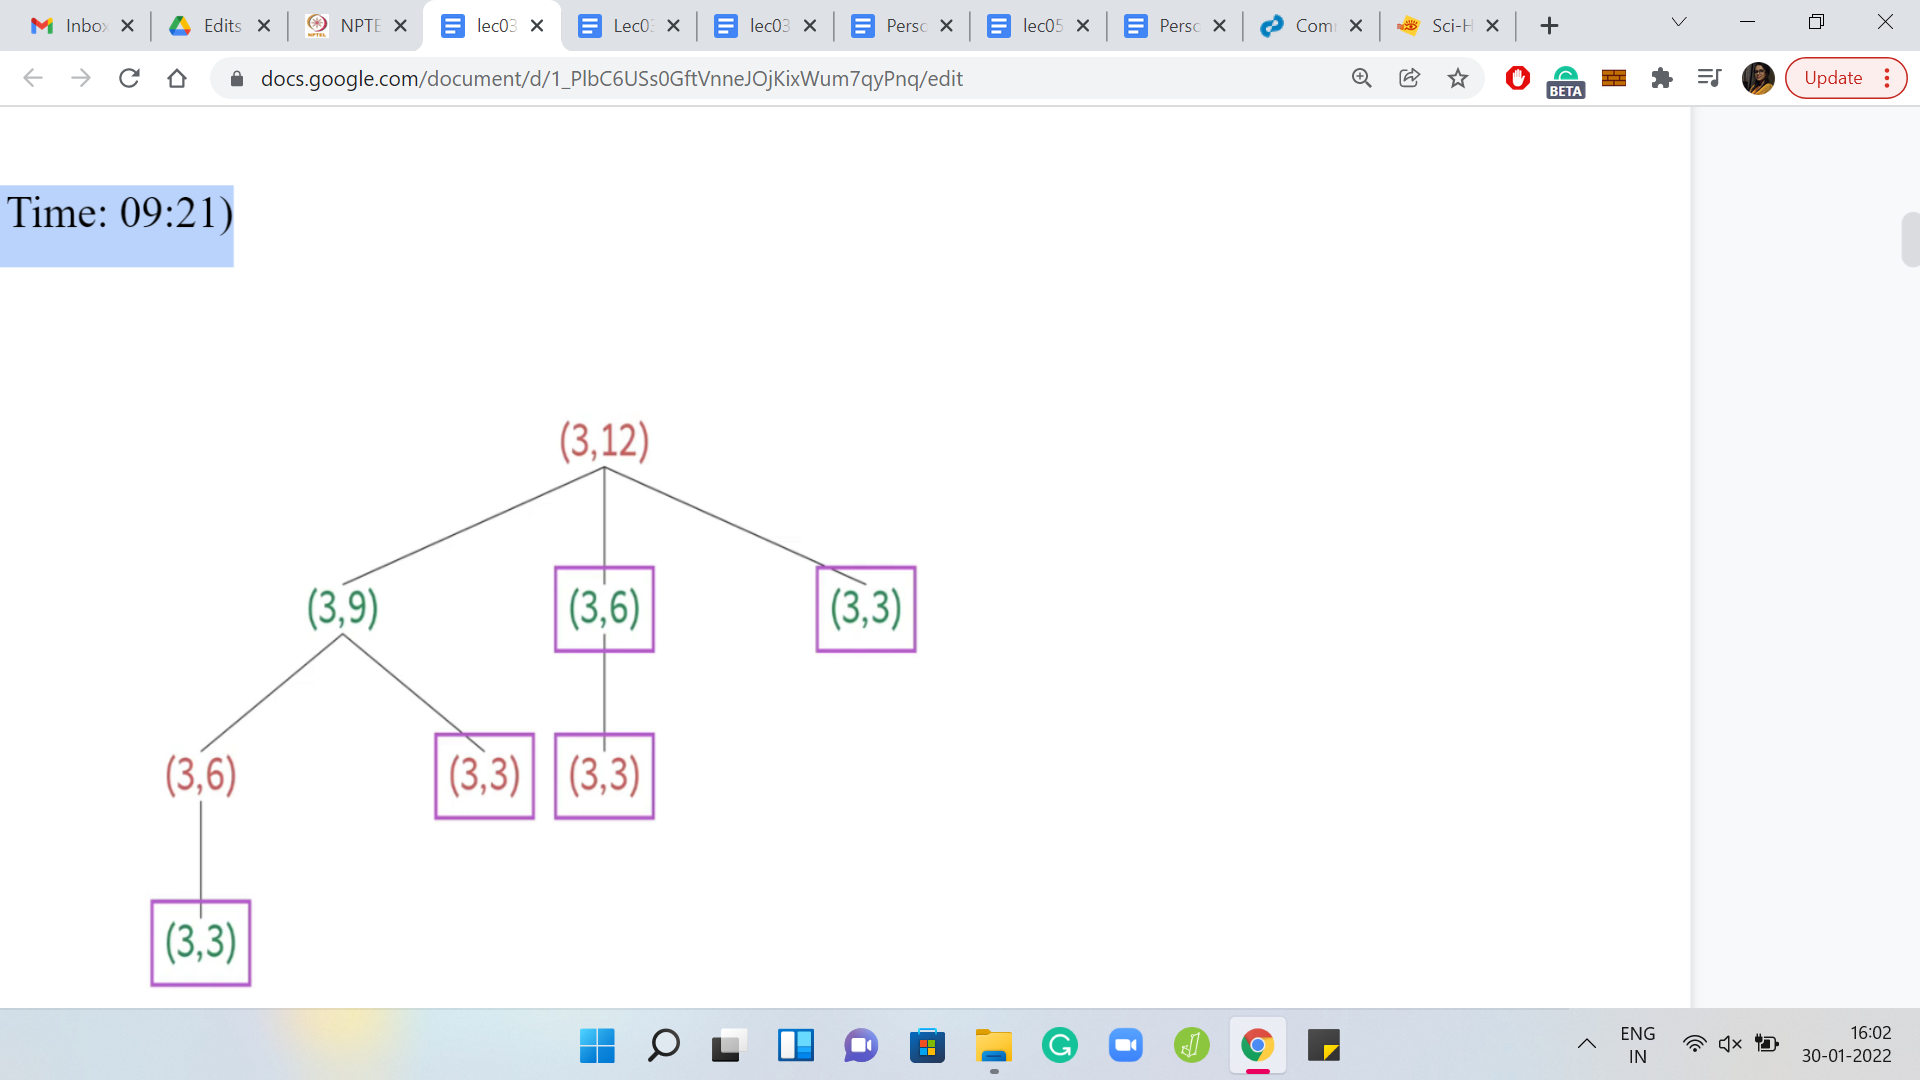 Inbo
Edits
NPTE
lec03
Lec0
lec03
Perso
lec05
Perso
Com
Sci-H
docs.google.com/document/d/1_PlbC6USs0GftVnneJOjKixWum7qyPnq/edit
BETA
Update
Time: 09:21)
(3,12)
(3,9) (3,6) (3,3)
(3,6) (3,3) (3,3)
(3,3)
ENG
IN
16:02
30-01-2022